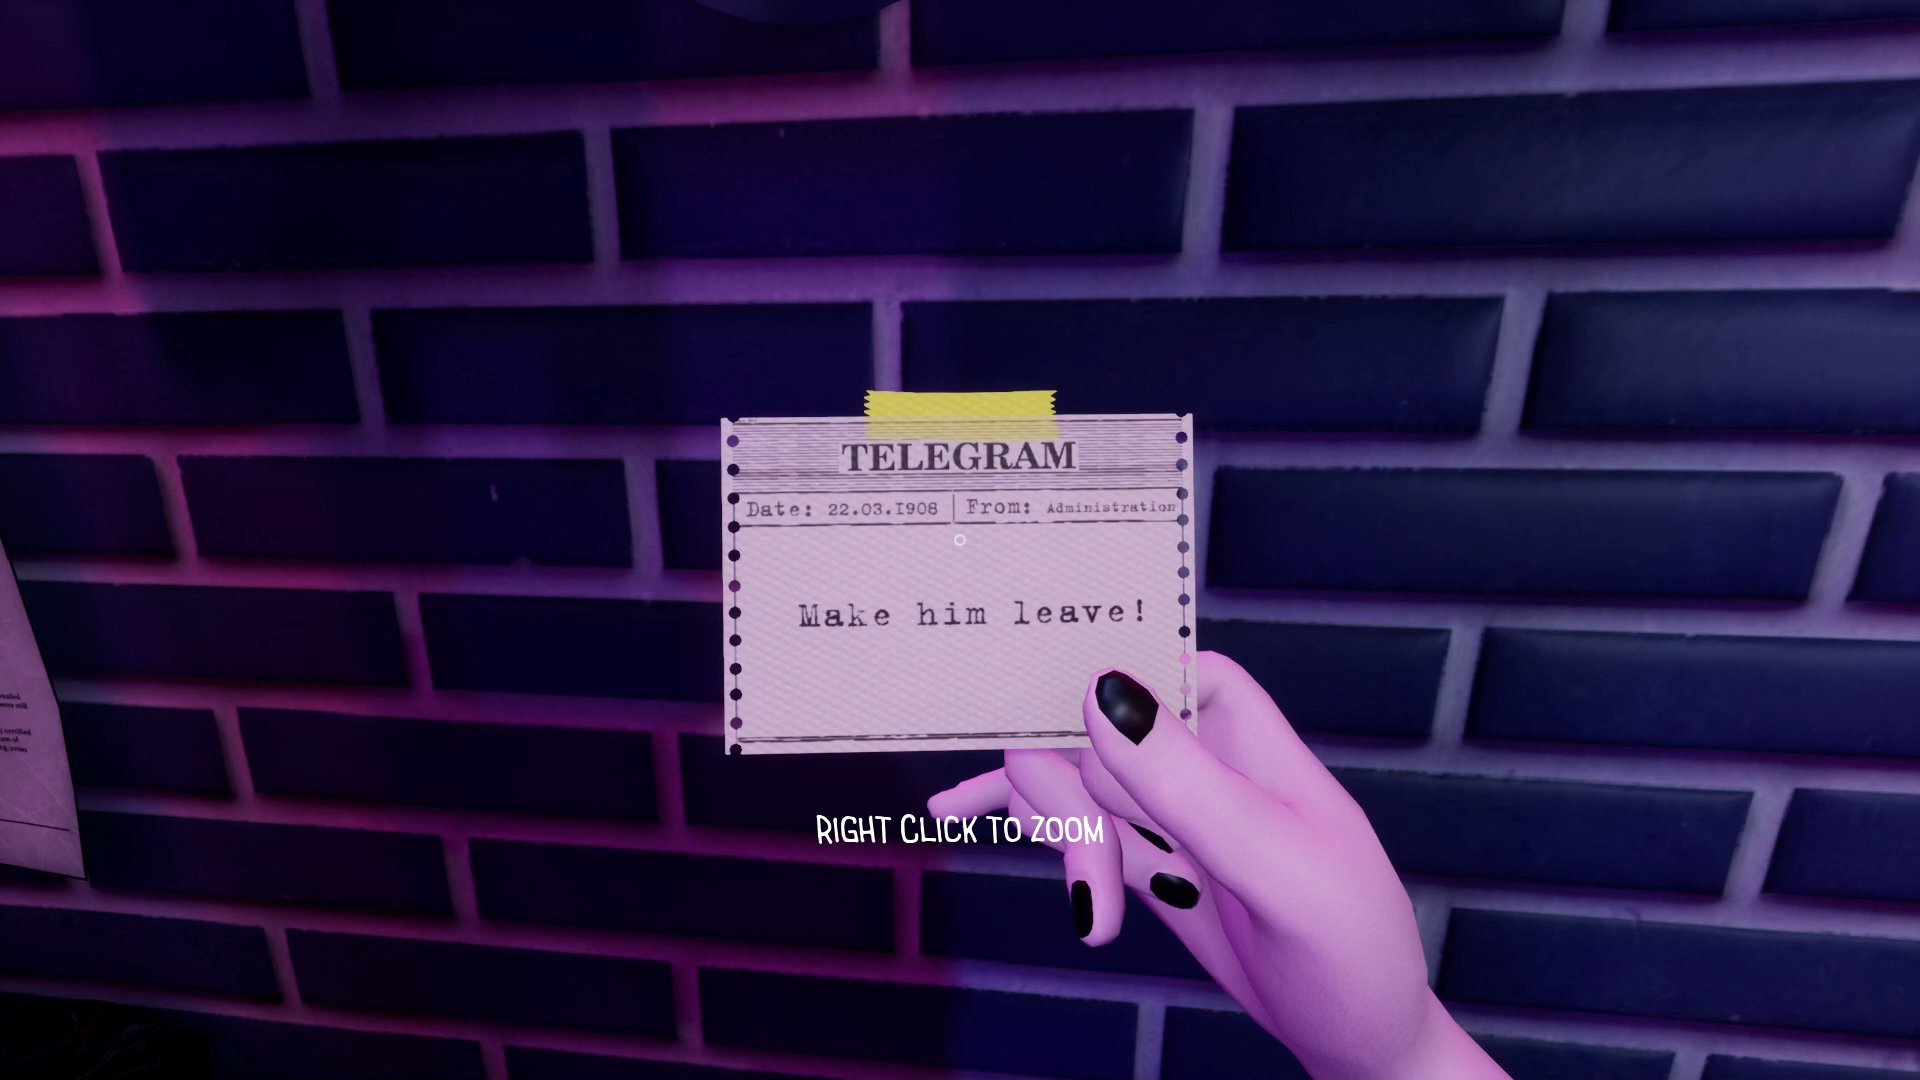 TELEGRAM
Date: 22.03.1908 From: Administration
Make him leave!
RIGHT CLICK TO ZOOM